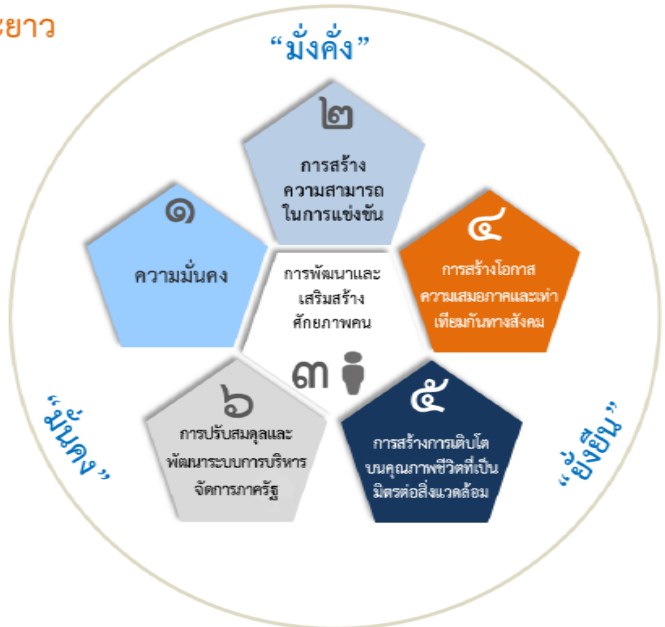 ะยาว
“มั่งคั่ง”
๒
การสร้าง
ความสามารถ
ในการแข่งขัน
๑
ความมั่นคง
๔
การสร้างโอกาส
ความเสมอภาคและเท่า
เทียมกันทางสังคม
การพัฒนาและ
เสริมสร้าง
ศักยภาพคน
๓
๖
การปรับสมดุลและ
พัฒนาระบบการบริหาร
จัดการภาครัฐ
๕
การสร้างการเติบโต
บนคุณภาพชีวิตที่เป็น
มิตรต่อสิ่งแวดล้อม
“มั่นคง”
“ยั่งยืน”